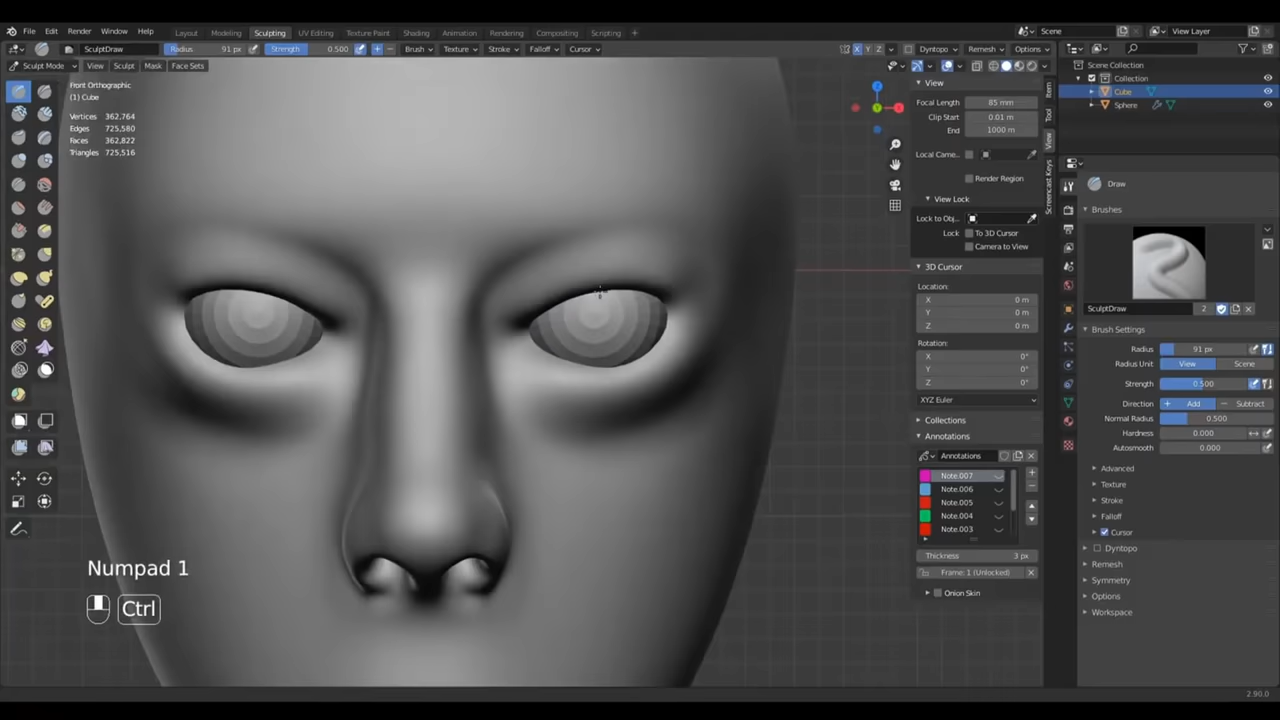 File Edit Render Window Help Layout Modeling Sculpting UV Editing Texture Paint Shading Animation Rendering Compositing Scripting Scene View Layer
SculptDraw Radius 91 px Strength 0.500 Brush Texture Stroke Falloff Cursor X Y Z Dyntopo Remesh Options
Sculpt Mode View Sculpt Mask Face Sets
Front Orthographic
(1) Cube
Vertices 362,764
Edges 725,580
Faces 362,822
Triangles 725,516
Numpad 1
Ctrl
View
Focal Length 85 mm
Clip Start 0.01 m
End 1000 m
Local Came...
Render Region
View Lock
Lock to Obj...
Lock To 3D Cursor
Camera to View
3D Cursor
Location:
X 0 m
Y 0 m
Z 0 m
Rotation:
X 0°
Y 0°
Z 0°
XYZ Euler
Collections
Annotations
Annotations
Note.007
Note.006
Note.005
Note.004
Note.003
Thickness 3 px
Frame: 1 (Unlocked)
Onion Skin
Item
Tool
View
Screencast Keys
Scene Collection
Collection
Cube
Sphere
Draw
Brushes
SculptDraw 2
Brush Settings
Radius 91 px
Radius Unit View Scene
Strength 0.500
Direction + Add − Subtract
Normal Radius 0.500
Hardness 0.000
Autosmooth 0.000
Advanced
Texture
Stroke
Falloff
Cursor
Dyntopo
Remesh
Symmetry
Options
Workspace
2.90.0